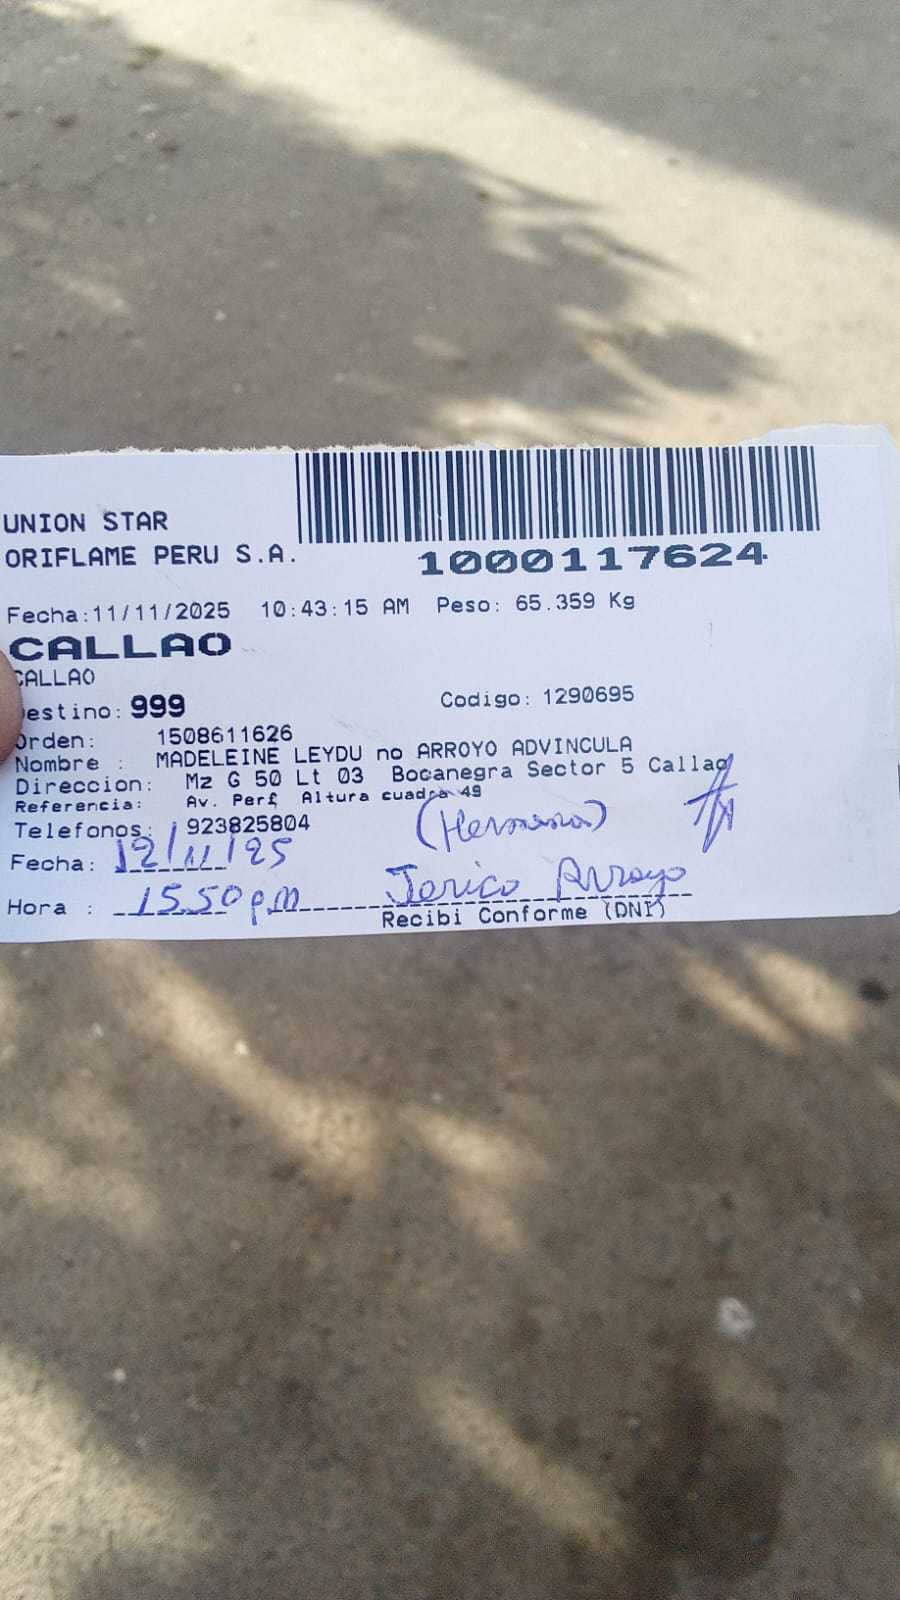 UNION STAR
ORIFLAME PERU S.A.
1000117624
Fecha:11/11/2025 10:43:15 AM Peso: 65.359 Kg
CALLAO
CALLAO
estino: 999 Codigo: 1290695
Orden: 1508611626
Nombre : MADELEINE LEYDU no ARROYO ADVINCULA
Direccion: Mz G 50 Lt 03 Bocanegra Sector 5 Callao
Referencia: Av. Perí Altura cuadra 49
Telefonos: 923825804 (Hermana)
Fecha: 12/11/25
Hora : 15.50 p.m Jerico Arroyo
Recibi Conforme (DNI)